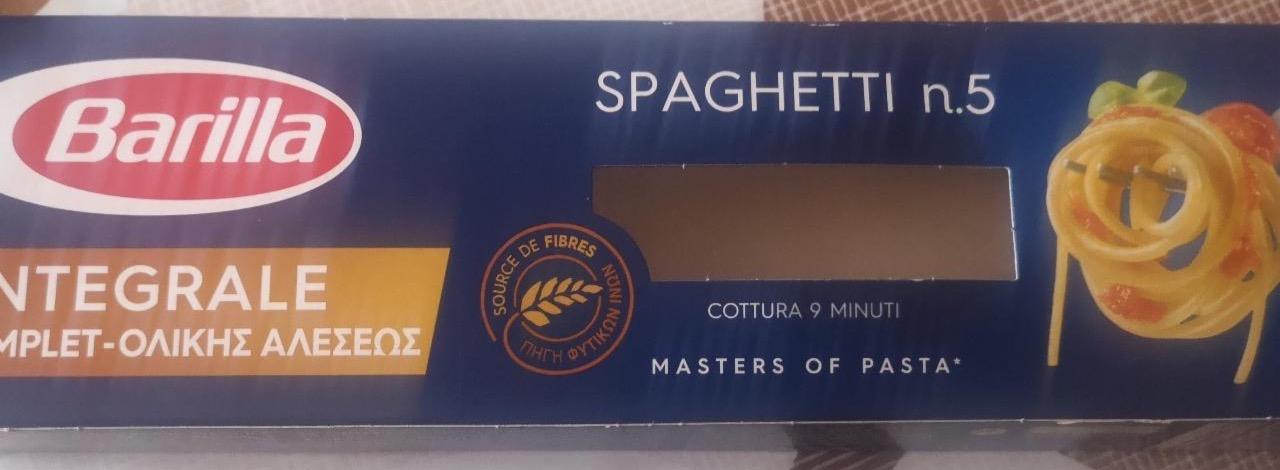 Barilla
NTEGRALE
MPLET-ΟΛΙΚΗΣ ΑΛΕΣΕΩΣ
SOURCE DE FIBRES
ΠΗΓΗ ΦΥΤΙΚΩΝ ΙΝΩΝ
SPAGHETTI n.5
COTTURA 9 MINUTI
MASTERS OF PASTA*